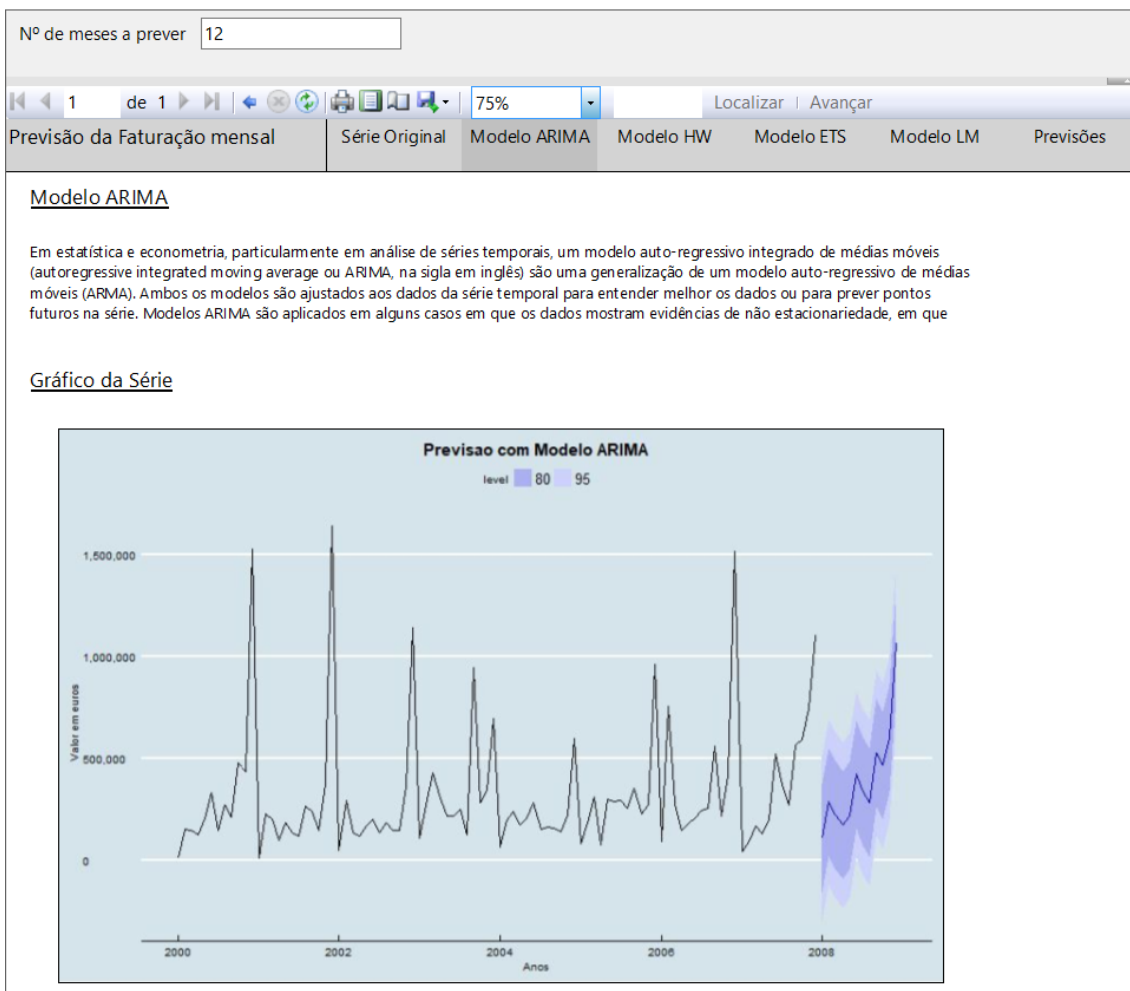 Nº de meses a prever 12
1 de 1 75% Localizar | Avançar
Previsão da Faturação mensal Série Original Modelo ARIMA Modelo HW Modelo ETS Modelo LM Previsões
Modelo ARIMA
Em estatística e econometria, particularmente em análise de séries temporais, um modelo auto-regressivo integrado de médias móveis
(autoregressive integrated moving average ou ARIMA, na sigla em inglês) são uma generalização de um modelo auto-regressivo de médias
móveis (ARMA). Ambos os modelos são ajustados aos dados da série temporal para entender melhor os dados ou para prever pontos
futuros na série. Modelos ARIMA são aplicados em alguns casos em que os dados mostram evidências de não estacionariedade, em que
Gráfico da Série
Previsao com Modelo ARIMA
level 80 95
1,500,000
1,000,000
Valor em euros
500,000
0
2000 2002 2004 2006 2008
Anos